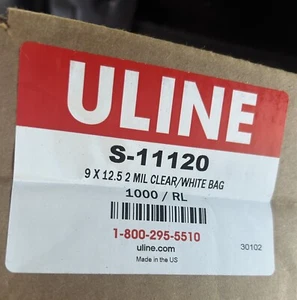 ULINE
S-11120
9 X 12.5 2 MIL CLEAR/WHITE BAG
1000 / RL
1-800-295-5510
uline.com
Made in the US
30102